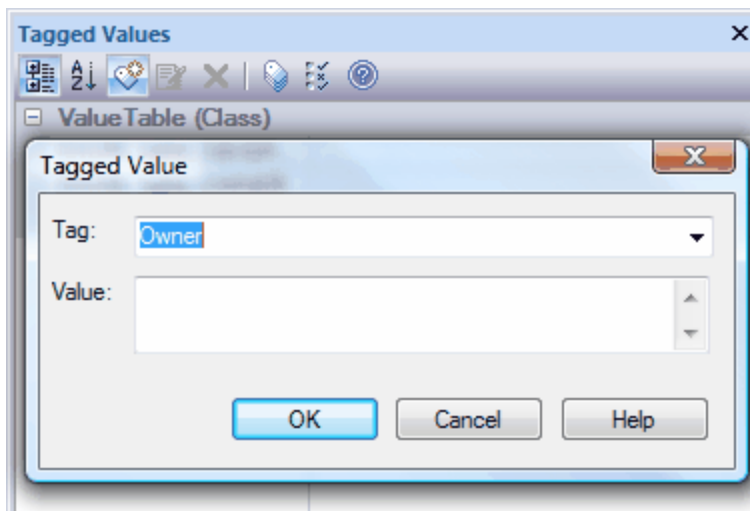 Tagged Values
A
Z
ValueTable (Class)
Tagged Value
Tag:
Owner
Value:
OK
Cancel
Help